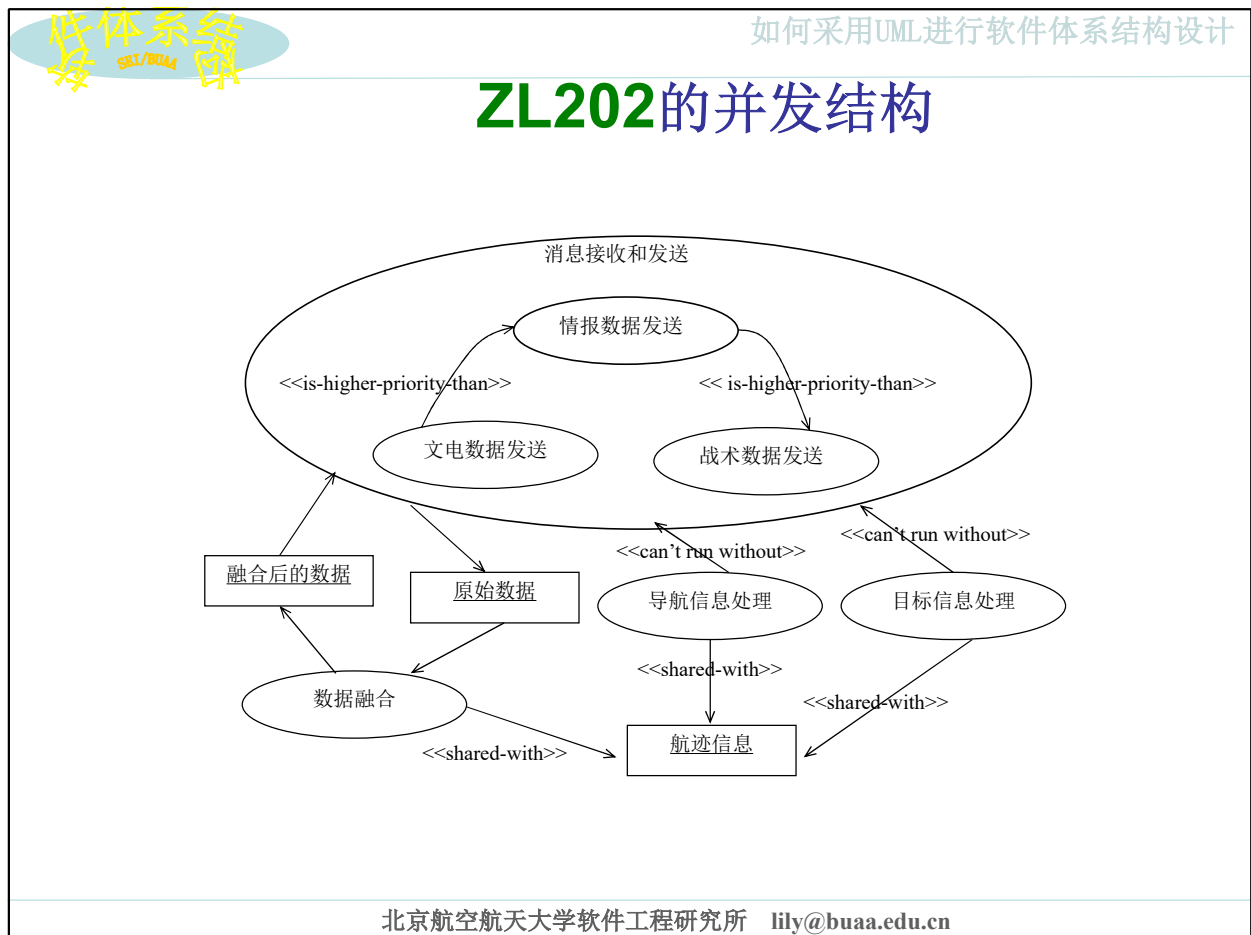 件体系结
SEI/BUAA
如何采用UML进行软件体系结构设计
ZL202的并发结构
消息接收和发送
情报数据发送
<<is-higher-priority-than>>
<< is-higher-priority-than>>
文电数据发送
战术数据发送
<<can't run without>>
<<can't run without>>
融合后的数据
原始数据
导航信息处理
目标信息处理
<<shared-with>>
数据融合
<<shared-with>>
航迹信息
<<shared-with>>
北京航空航天大学软件工程研究所 lily@buaa.edu.cn